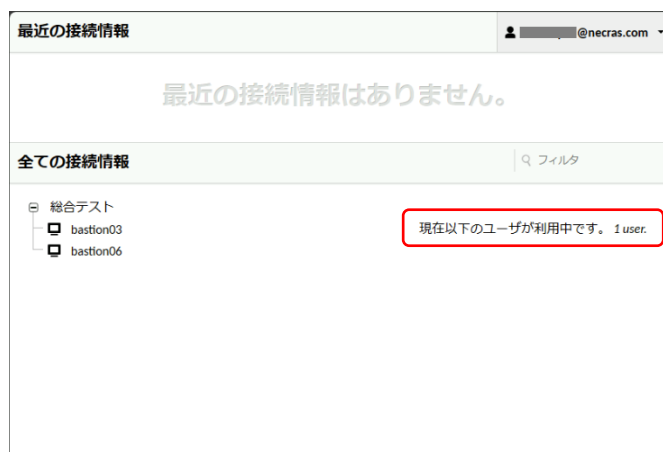 最近の接続情報
@necras.com
最近の接続情報はありません。
全ての接続情報
フィルタ
総合テスト
bastion03
現在以下のユーザが利用中です。 1 user.
bastion06